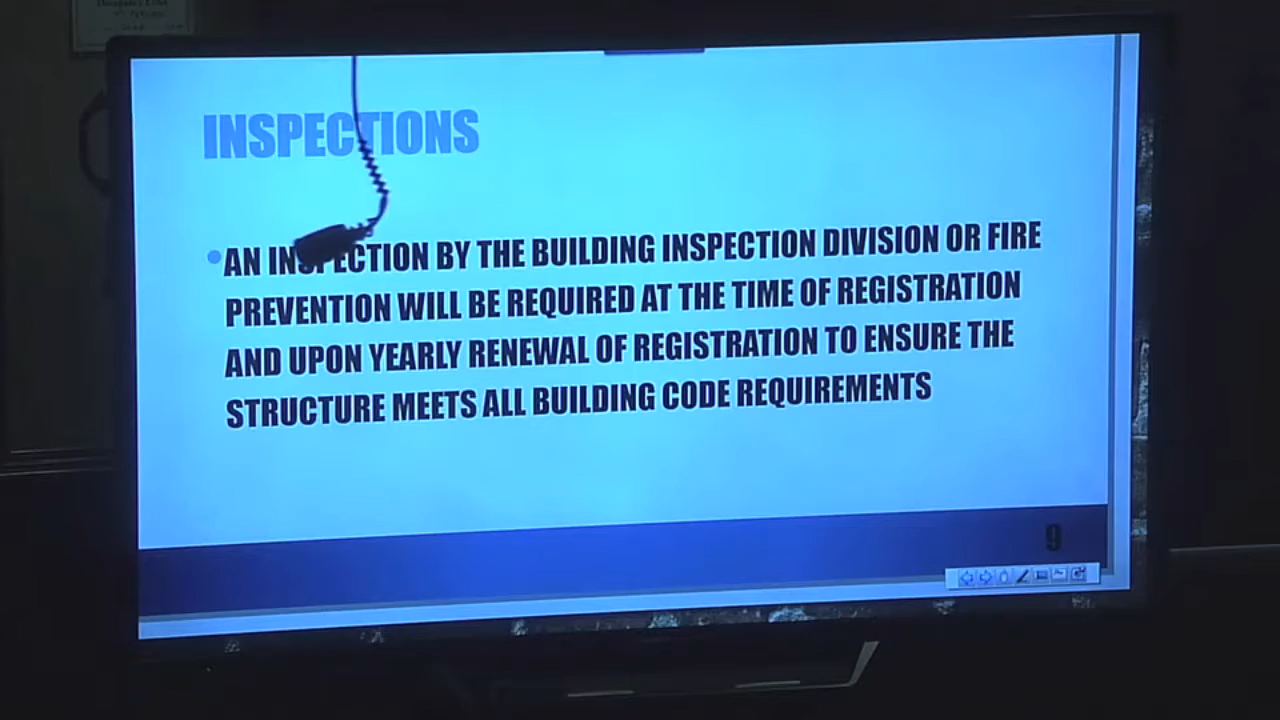 INSPECTIONS
AN INSPECTION BY THE BUILDING INSPECTION DIVISION OR FIRE
PREVENTION WILL BE REQUIRED AT THE TIME OF REGISTRATION
AND UPON YEARLY RENEWAL OF REGISTRATION TO ENSURE THE
STRUCTURE MEETS ALL BUILDING CODE REQUIREMENTS
9